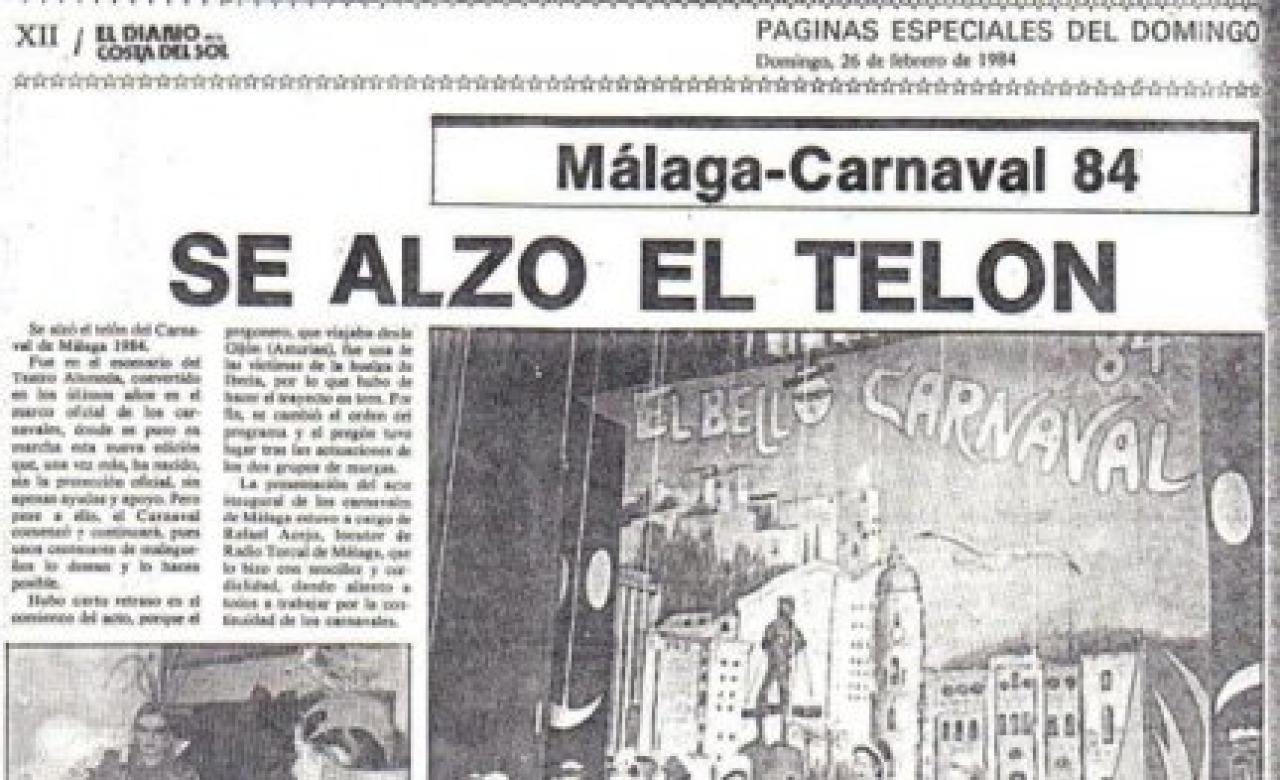 XII / EL DIARIO DE LA
COSTA DEL SOL
PAGINAS ESPECIALES DEL DOMINGO
Domingo, 26 de febrero de 1984
Málaga-Carnaval 84
SE ALZO EL TELON
Se alzó el telón del Carna-
val de Málaga 1984.
Fue en el escenario del
Teatro Alameda, convertido
en los últimos años en el
marco oficial de los car-
navales, donde se puso en
marcha esta nueva edición
que, una vez más, ha nacido,
sin la protección oficial, sin
apenas ayudas y apoyo. Pero
pese a ello, el Carnaval
comenzó y continuará, pues
unos centenares de malague-
ños lo desean y lo hacen
posible.
Hubo cierto retraso en el
comienzo del acto, porque el
pregonero, que viajaba desde
Gijón (Asturias), fue una de
las víctimas de la huelga de
Iberia, por lo que hubo de
hacer el trayecto en tren. Por
fin, se cambió el orden del
programa y el pregón tuvo
lugar tras las actuaciones de
los dos grupos de murgas.
La presentación del acto
inaugural de los carnavales
de Málaga estuvo a cargo de
Rafael Acejo, locutor de
Radio Torcal de Málaga, que
lo hizo con sencillez y cor-
dialidad, dando aliento a
todos a trabajar por la con-
tinuidad de los carnavales.
84
EL BELLO CARNAVAL